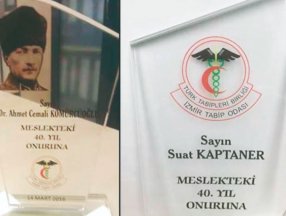 Sayın
Dr. Ahmet Cemali KÖMÜRCÜOĞLU
MESLEKTEKİ
40. YIL
ONURUNA
14 MART 2016
TÜRK TABİPLERİ BİRLİĞİ
İZMİR TABİP ODASI
Sayın
Suat KAPTANER
MESLEKTEKİ
40. YIL
ONURUNA